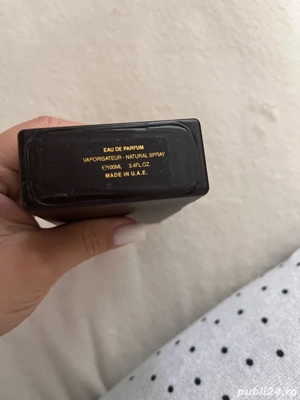 EAU DE PARFUM
VAPORISATEUR - NATURAL SPRAY
℮100ML 3.4FL.OZ.
MADE IN U.A.E.
publi24.ro